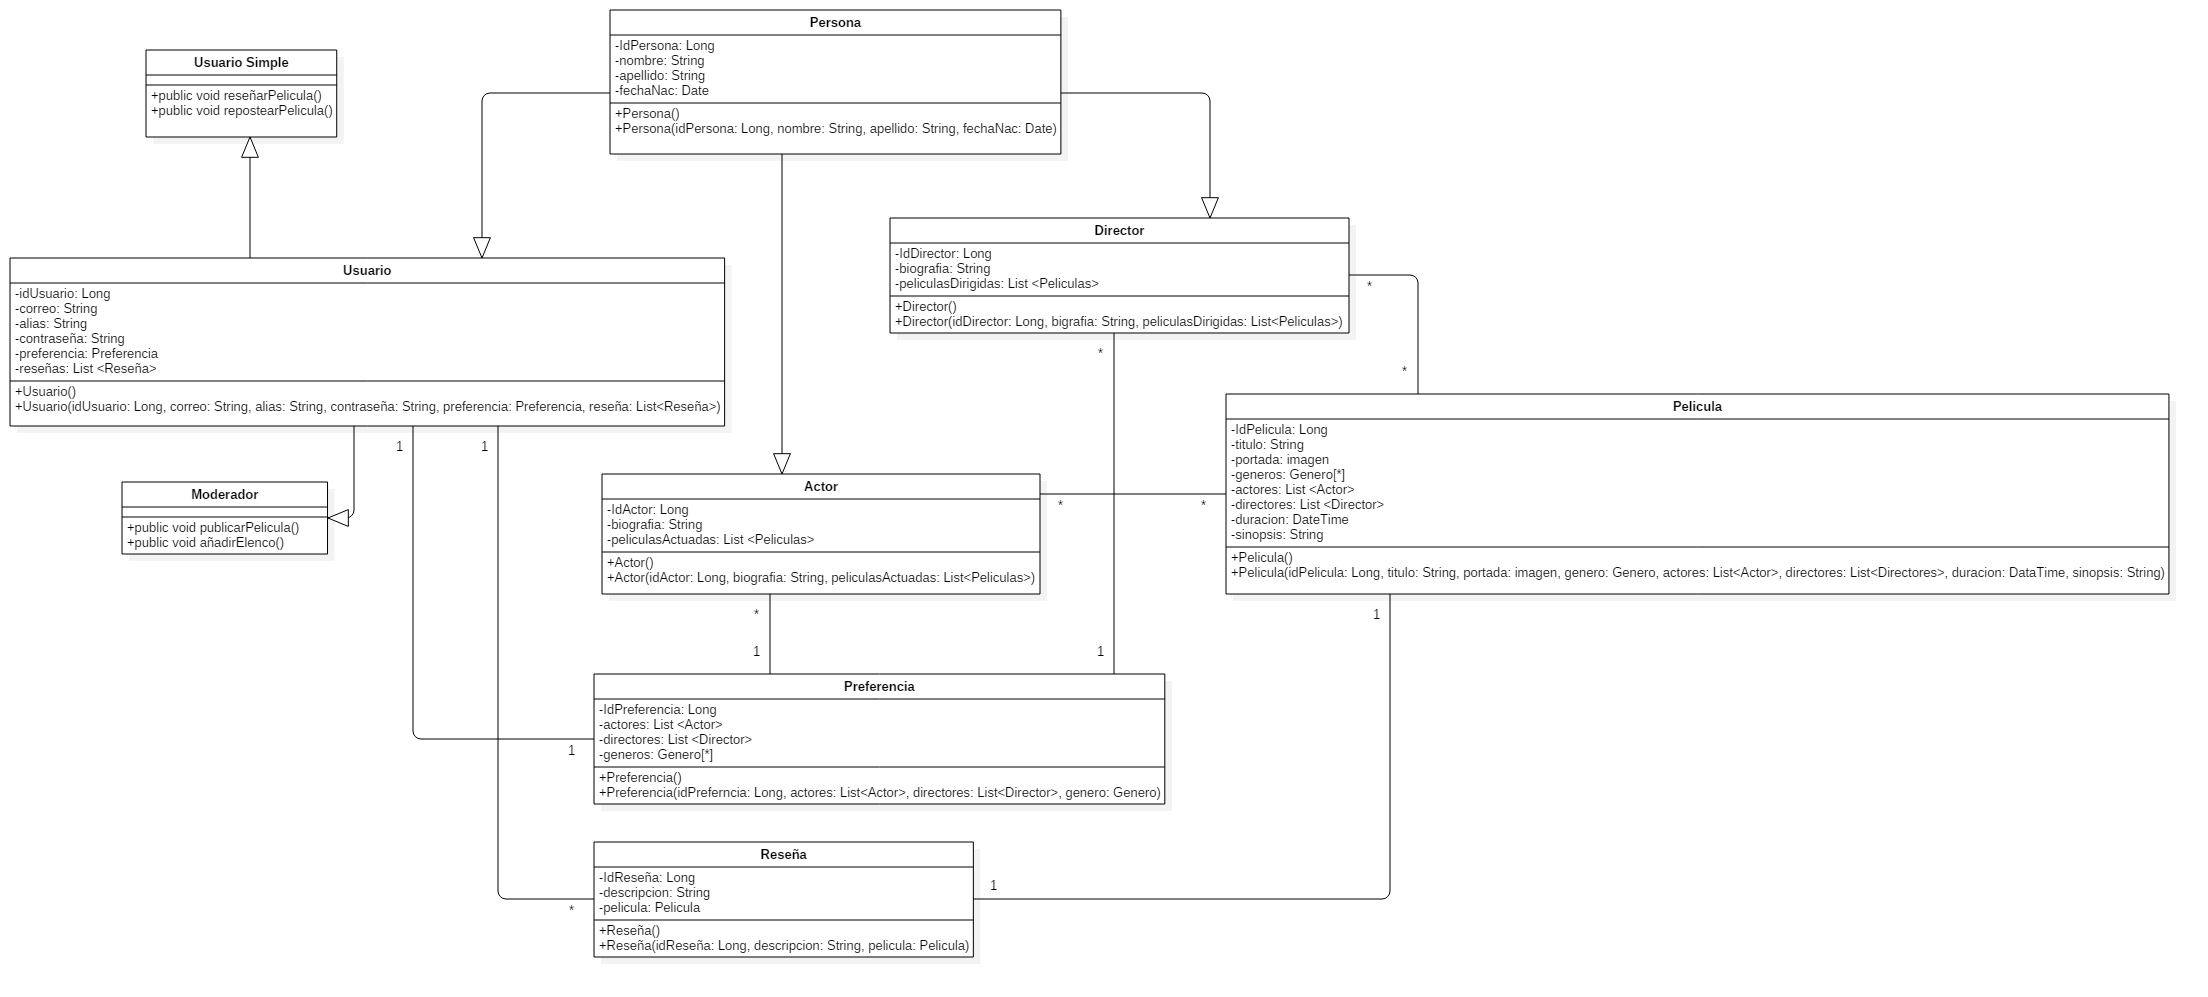 Persona
-IdPersona: Long
-nombre: String
-apellido: String
-fechaNac: Date
+Persona()
+Persona(idPersona: Long, nombre: String, apellido: String, fechaNac: Date)
Usuario Simple
+public void reseñarPelicula()
+public void repostearPelicula()
Director
-IdDirector: Long
-biografia: String
-peliculasDirigidas: List <Peliculas>
+Director()
+Director(idDirector: Long, bigrafia: String, peliculasDirigidas: List<Peliculas>)
*
*
*
1
Usuario
-idUsuario: Long
-correo: String
-alias: String
-contraseña: String
-preferencia: Preferencia
-reseñas: List <Reseña>
+Usuario()
+Usuario(idUsuario: Long, correo: String, alias: String, contraseña: String, preferencia: Preferencia, reseña: List<Reseña>)
1
1
Pelicula
-IdPelicula: Long
-titulo: String
-portada: imagen
-generos: Genero[*]
-actores: List <Actor>
-directores: List <Director>
-duracion: DateTime
-sinopsis: String
+Pelicula()
+Pelicula(idPelicula: Long, titulo: String, portada: imagen, genero: Genero, actores: List<Actor>, directores: List<Directores>, duracion: DataTime, sinopsis: String)
1
Moderador
+public void publicarPelicula()
+public void añadirElenco()
Actor
-IdActor: Long
-biografia: String
-peliculasActuadas: List <Peliculas>
+Actor()
+Actor(idActor: Long, biografia: String, peliculasActuadas: List<Peliculas>)
*
*
*
1
Preferencia
-IdPreferencia: Long
-actores: List <Actor>
-directores: List <Director>
-generos: Genero[*]
+Preferencia()
+Preferencia(idPreferncia: Long, actores: List<Actor>, directores: List<Director>, genero: Genero)
1
Reseña
-IdReseña: Long
-descripcion: String
-pelicula: Pelicula
+Reseña()
+Reseña(idReseña: Long, descripcion: String, pelicula: Pelicula)
1
*